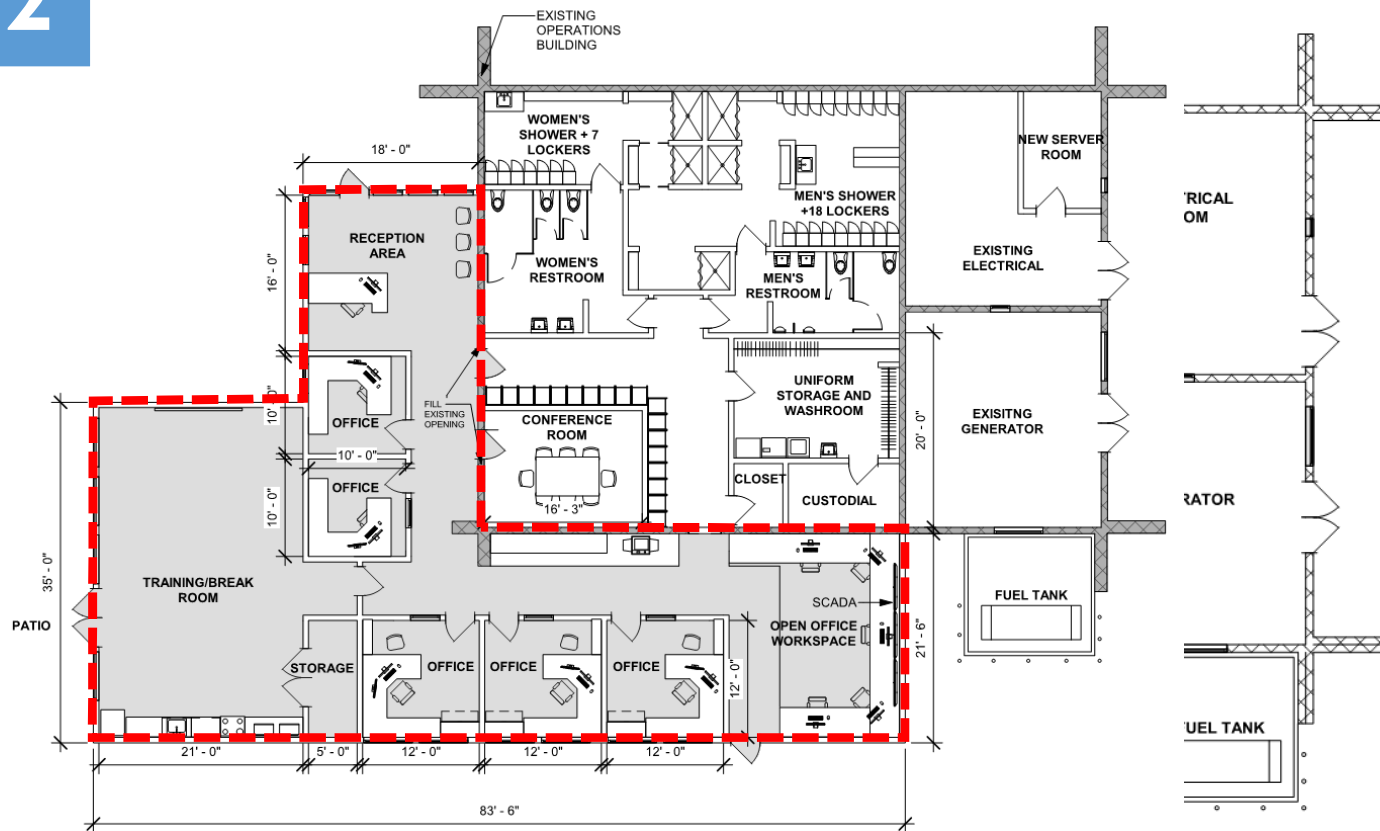 2
EXISTING
OPERATIONS
BUILDING
WOMEN'S
SHOWER + 7
LOCKERS
NEW SERVER
ROOM
18' - 0"
MEN'S SHOWER
+18 LOCKERS
TRICAL
OM
RECEPTION
AREA
EXISTING
ELECTRICAL
16' - 0"
WOMEN'S
RESTROOM
MEN'S
RESTROOM
UNIFORM
STORAGE AND
WASHROOM
FILL
EXISTING
OPENING
10' - 0"
OFFICE
CONFERENCE
ROOM
20' - 0"
EXISITNG
GENERATOR
10' - 0"
OFFICE
10' - 0"
16' - 3"
CLOSET
CUSTODIAL
RATOR
35' - 0"
TRAINING/BREAK
ROOM
PATIO
SCADA
OPEN OFFICE
WORKSPACE
FUEL TANK
21' - 6"
STORAGE
OFFICE
OFFICE
OFFICE
12' - 0"
FUEL TANK
21' - 0"
5' - 0"
12' - 0"
12' - 0"
12' - 0"
83' - 6"